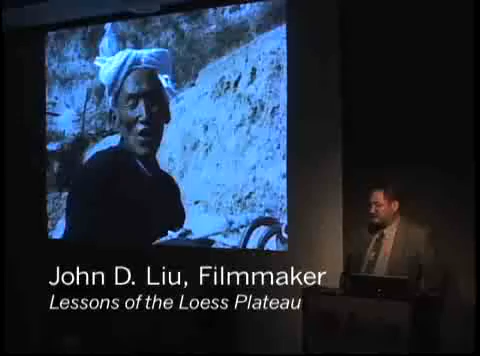 John D. Liu, Filmmaker
Lessons of the Loess Plateau